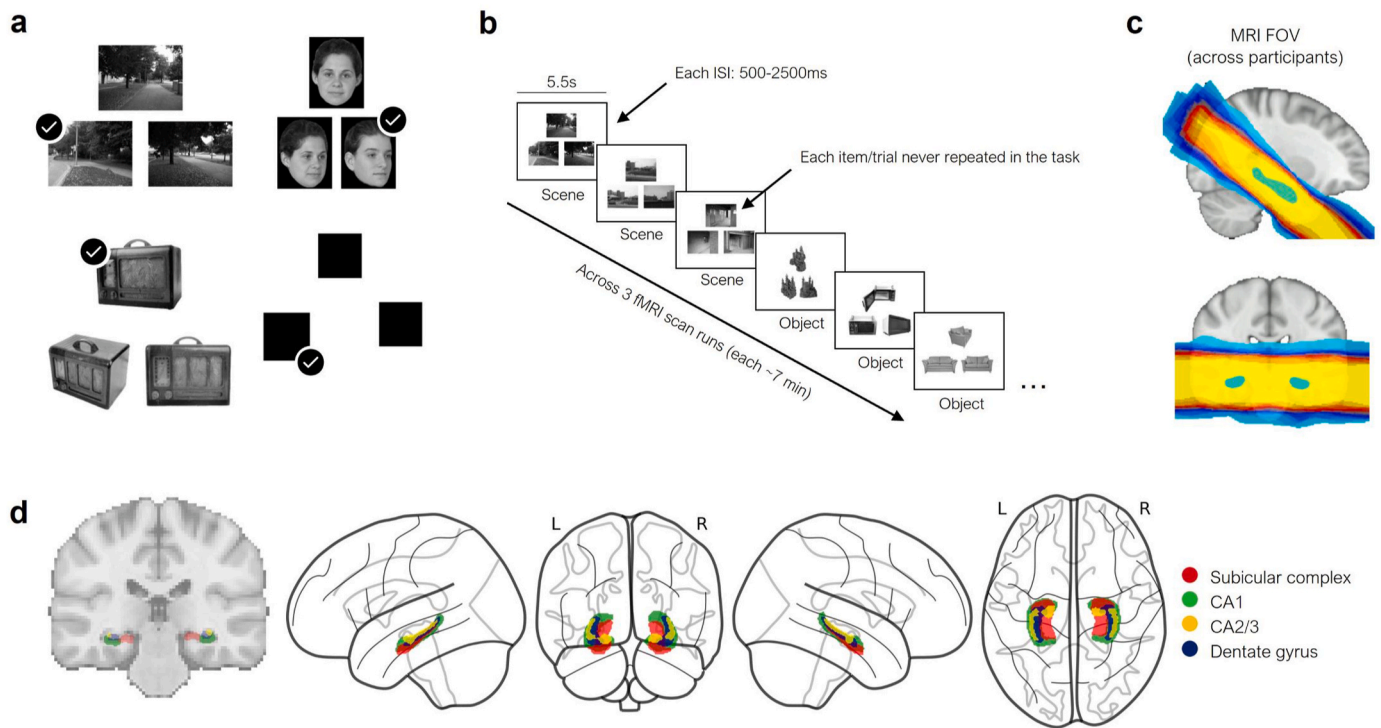 a
b
5.5s
Each ISI: 500-2500ms
Each item/trial never repeated in the task
Scene
Scene
Scene
Object
Object
Object
...
Across 3 fMRI scan runs (each ~7 min)
c
MRI FOV
(across participants)
d
L
R
L
R
Subicular complex
CA1
CA2/3
Dentate gyrus